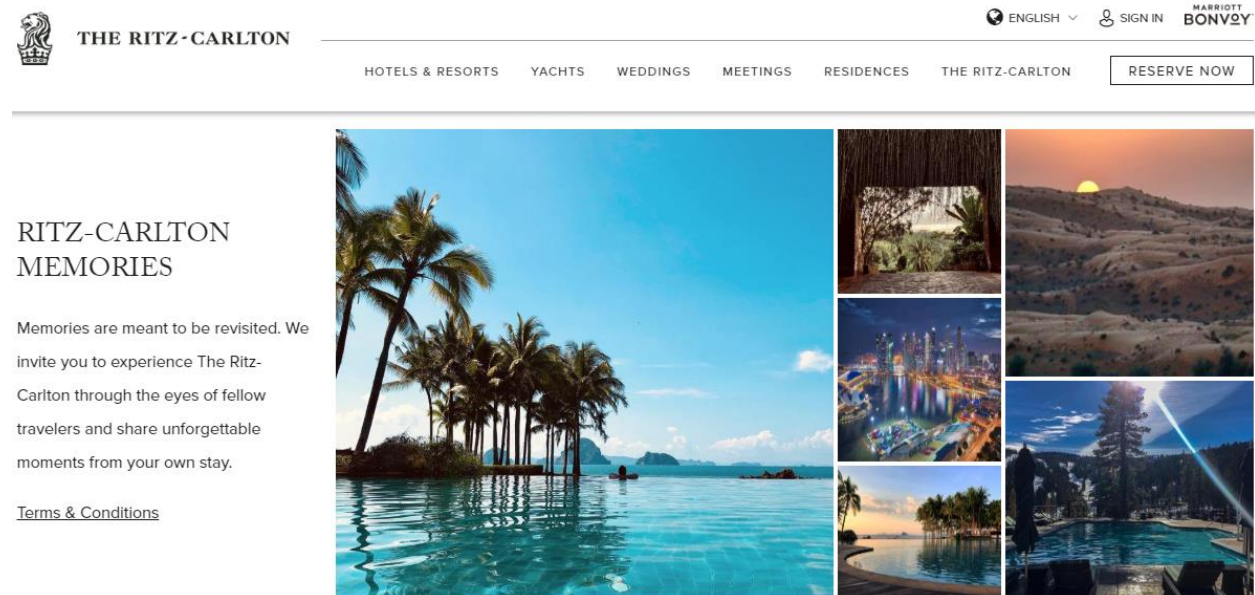 ENGLISH
SIGN IN
MARRIOTT
BONVOY
THE RITZ-CARLTON
HOTELS & RESORTS
YACHTS
WEDDINGS
MEETINGS
RESIDENCES
THE RITZ-CARLTON
RESERVE NOW
RITZ-CARLTON
MEMORIES
Memories are meant to be revisited. We
invite you to experience The Ritz-
Carlton through the eyes of fellow
travelers and share unforgettable
moments from your own stay.
Terms & Conditions